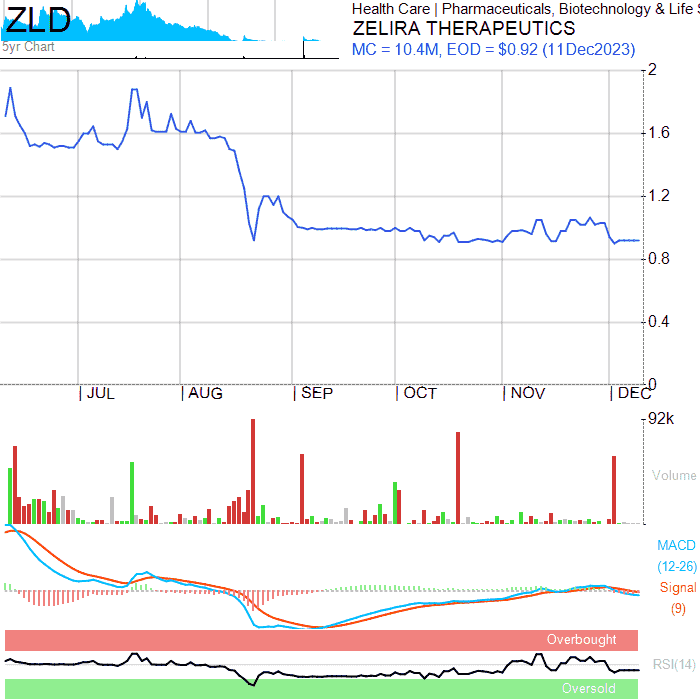 ZLD
5yr Chart
Health Care | Pharmaceuticals, Biotechnology & Life S
ZELIRA THERAPEUTICS
MC = 10.4M, EOD = $0.92 (11Dec2023)
2
1.6
1.2
0.8
0.4
0
| JUL | AUG | SEP | OCT | NOV | DEC
92k
Volume
MACD
(12-26)
Signal
(9)
Overbought
RSI(14)
Oversold